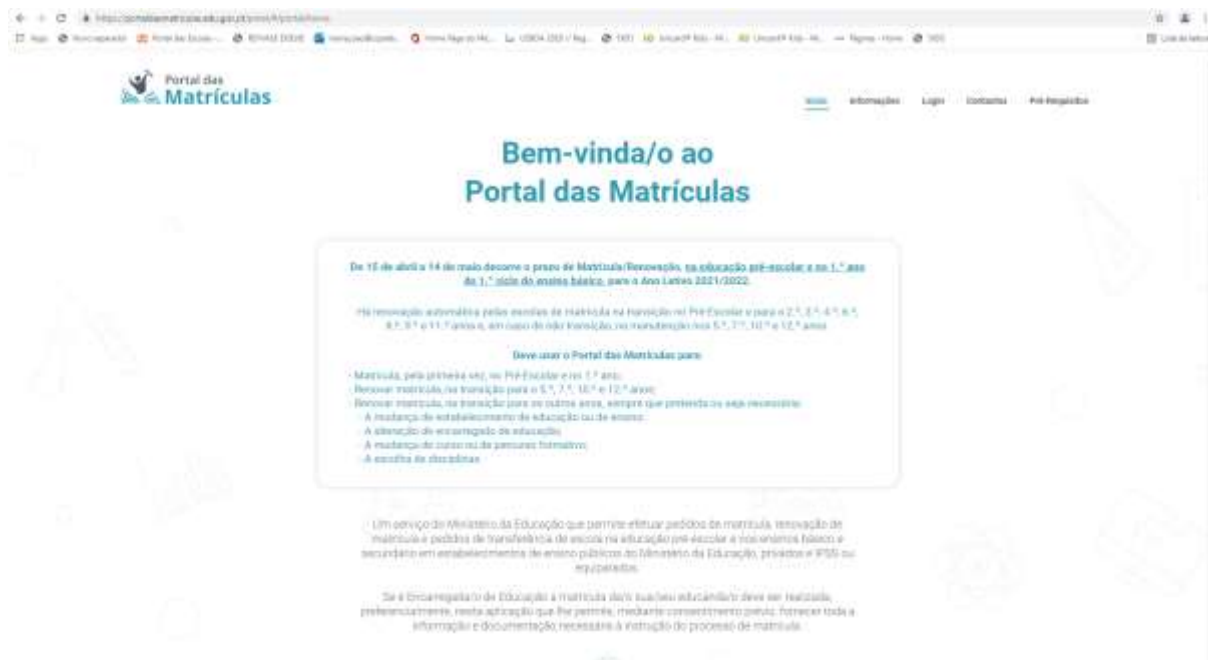 https://portaldasmatriculas.edu.gov.pt
Portal das
Matrículas
Início Informações Login Contactos Pré-Requisitos
Bem-vinda/o ao
Portal das Matrículas
De 15 de abril a 14 de maio decorre o prazo de Matrícula/Renovação, na educação pré-escolar e no 1.º ano
do 1.º ciclo do ensino básico, para o Ano Letivo 2021/2022.
Há renovação automática pelas escolas de matrícula na transição no Pré-Escolar e para o 2.º, 3.º, 4.º, 6.º,
8.º, 9.º e 11.º anos e, em caso de não transição, na manutenção nos 5.º, 7.º, 10.º e 12.º anos
Deve usar o Portal das Matrículas para:
- Matrícula, pela primeira vez, no Pré-Escolar e no 1.º ano;
- Renovar matrícula, na transição para o 5.º, 7.º, 10.º e 12.º anos;
- Renovar matrícula, na transição para os outros anos, sempre que pretenda ou seja necessário:
- A mudança de estabelecimento de educação ou de ensino;
- A alteração de encarregado de educação;
- A mudança de curso ou de percurso formativo;
- A escolha de disciplinas
Um serviço do Ministério da Educação que permite efetuar pedidos de matrícula, renovação de
matrícula e pedidos de transferência de escola na educação pré-escolar e nos ensinos básico e
secundário em estabelecimentos de ensino públicos do Ministério da Educação, privados e IPSS ou
equiparados.
Se é Encarregada/o de Educação a matrícula da/o sua/seu educanda/o deve ser realizada,
preferencialmente, nesta aplicação que lhe permite, mediante consentimento prévio, fornecer toda a
informação e documentação necessária à instrução do processo de matrícula.